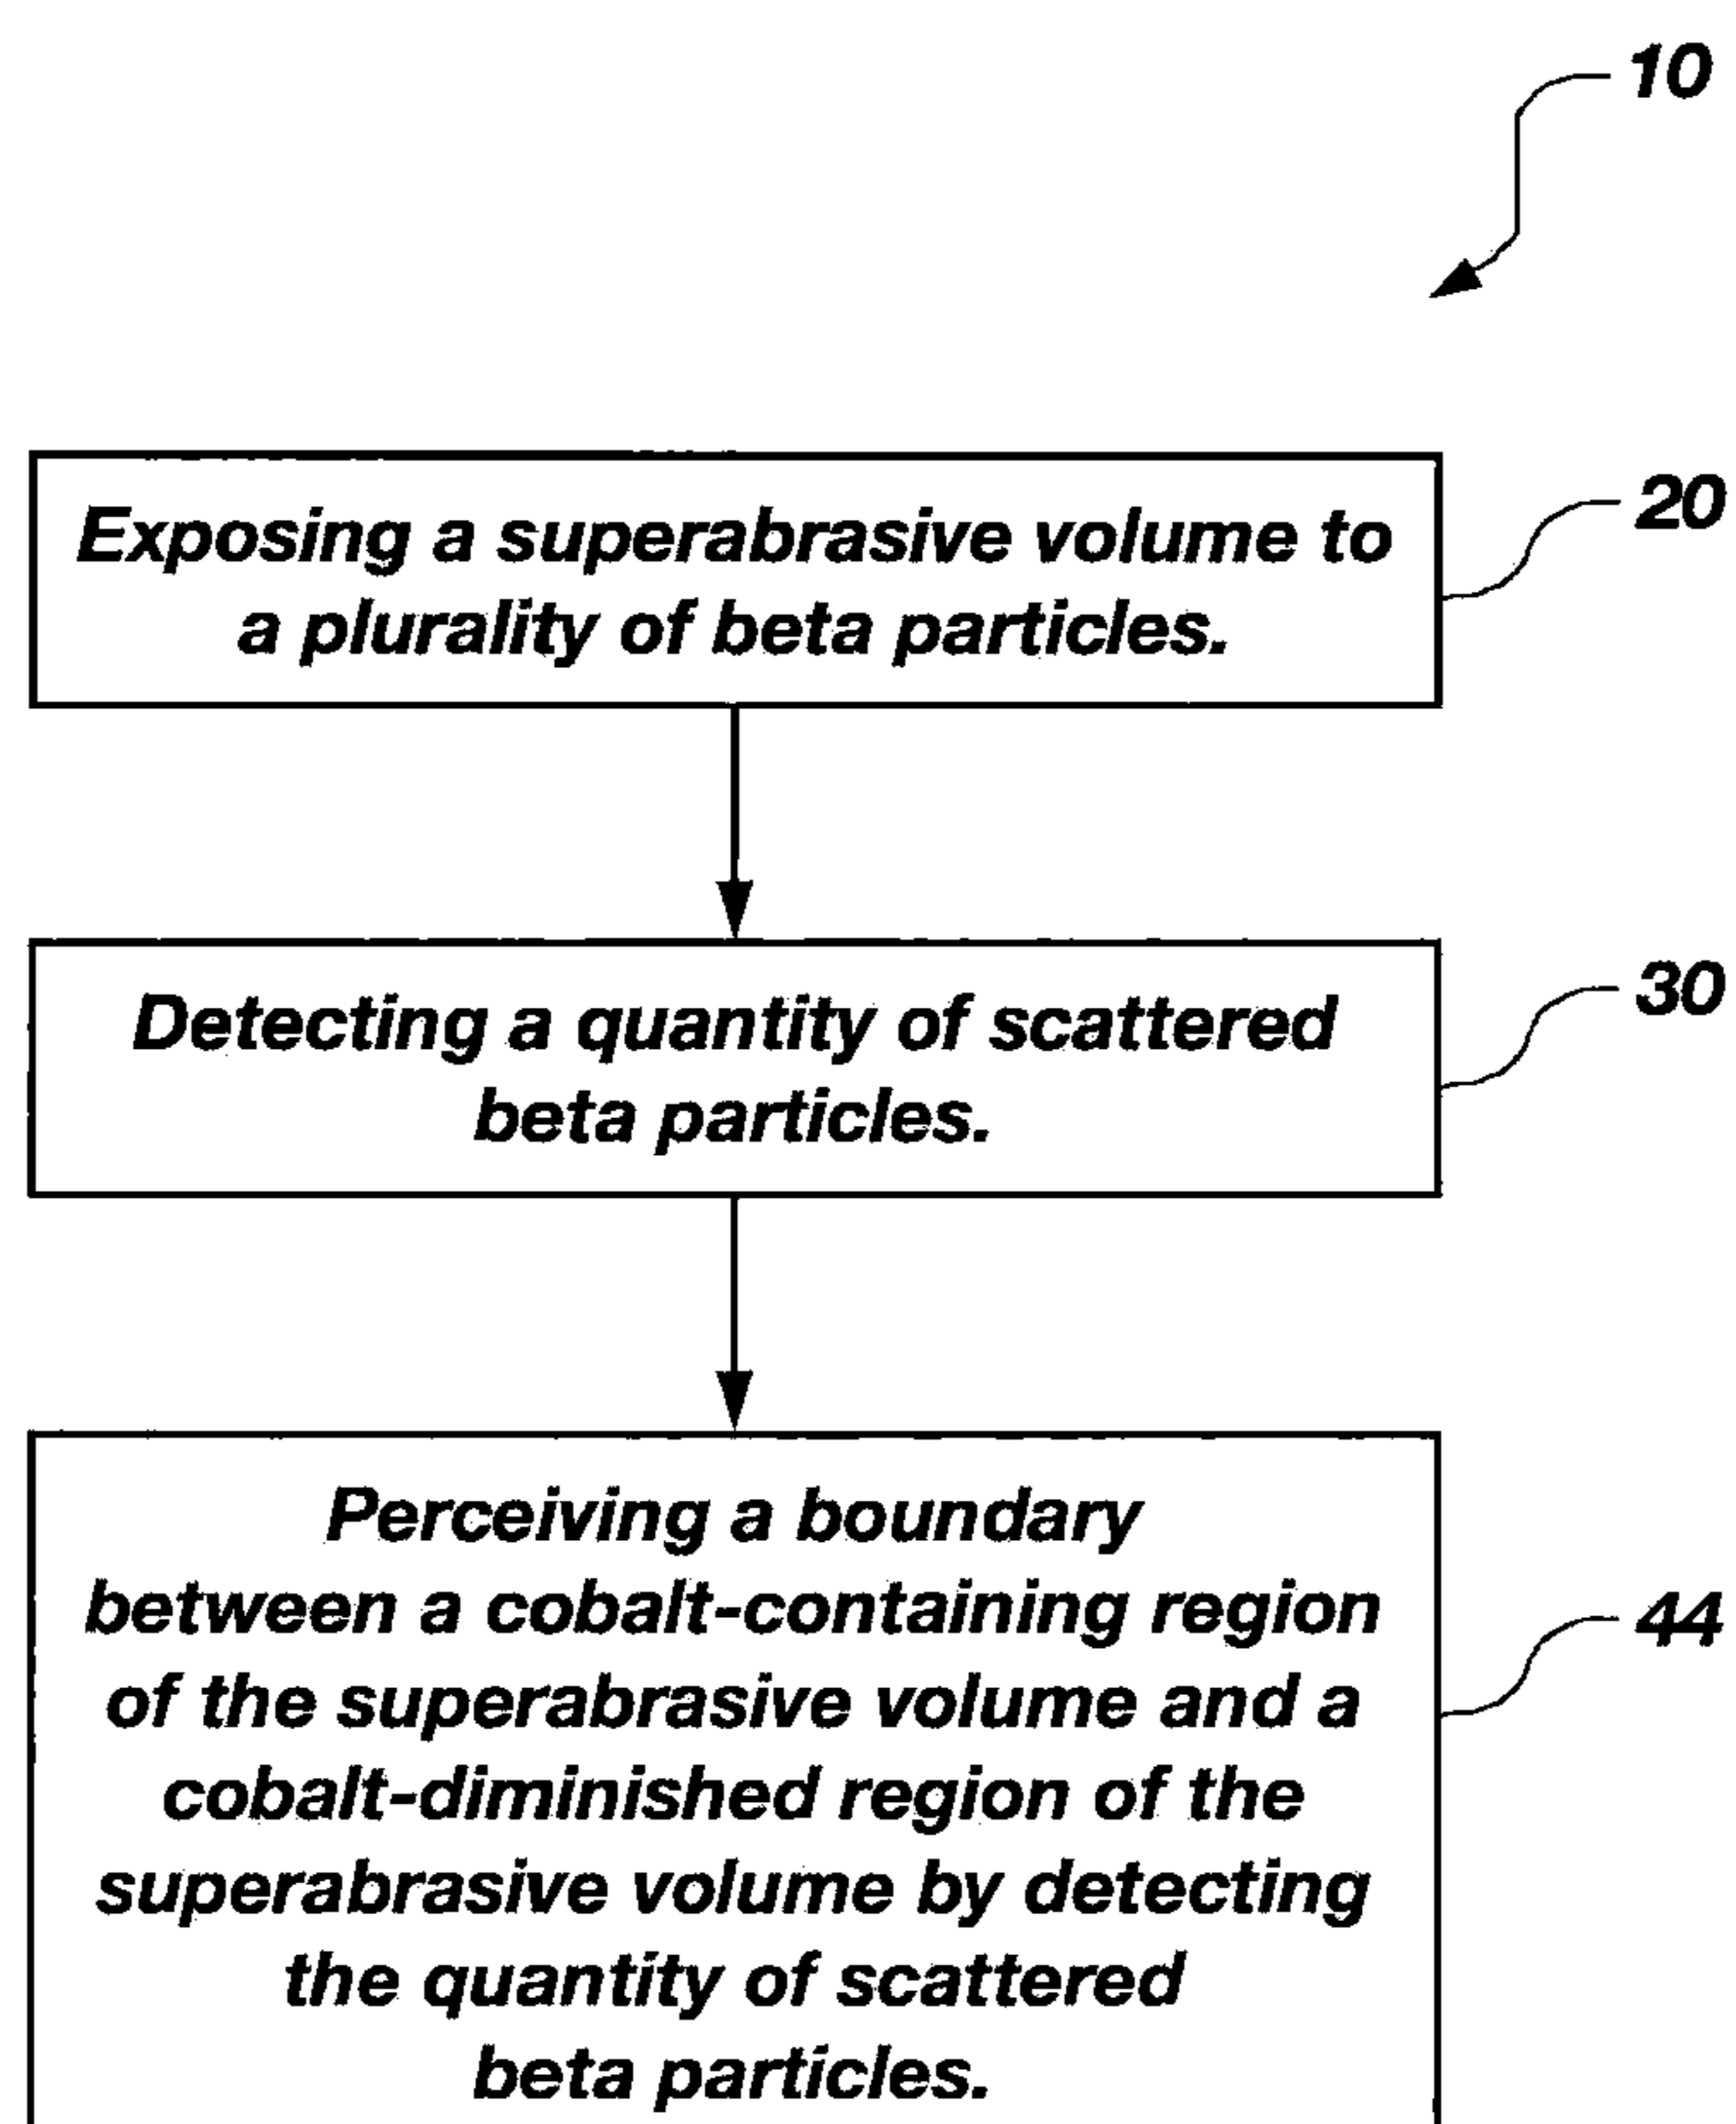 10
Exposing a superabrasive volume to
a plurality of beta particles.
20
Detecting a quantity of scattered
beta particles.
30
Perceiving a boundary
between a cobalt-containing region
of the superabrasive volume and a
cobalt-diminished region of the
superabrasive volume by detecting
the quantity of scattered
beta particles.
44